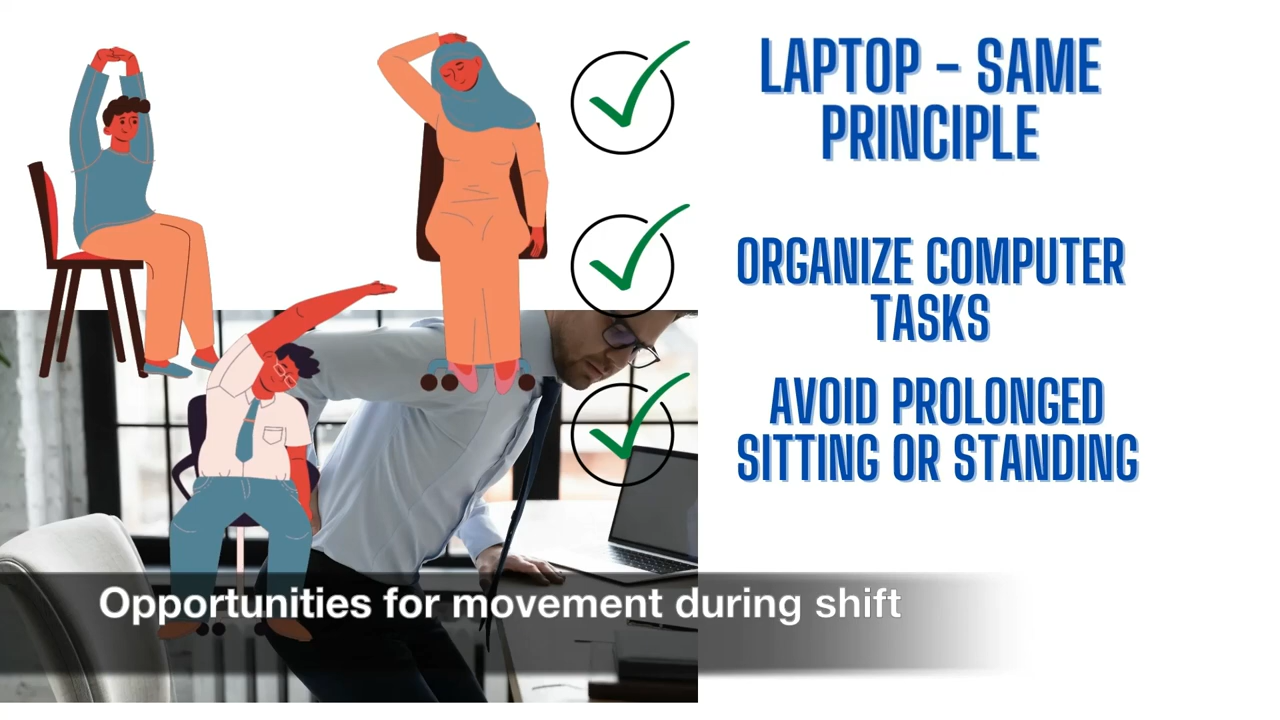 LAPTOP - SAME
PRINCIPLE
ORGANIZE COMPUTER
TASKS
AVOID PROLONGED
SITTING OR STANDING
Opportunities for movement during shift